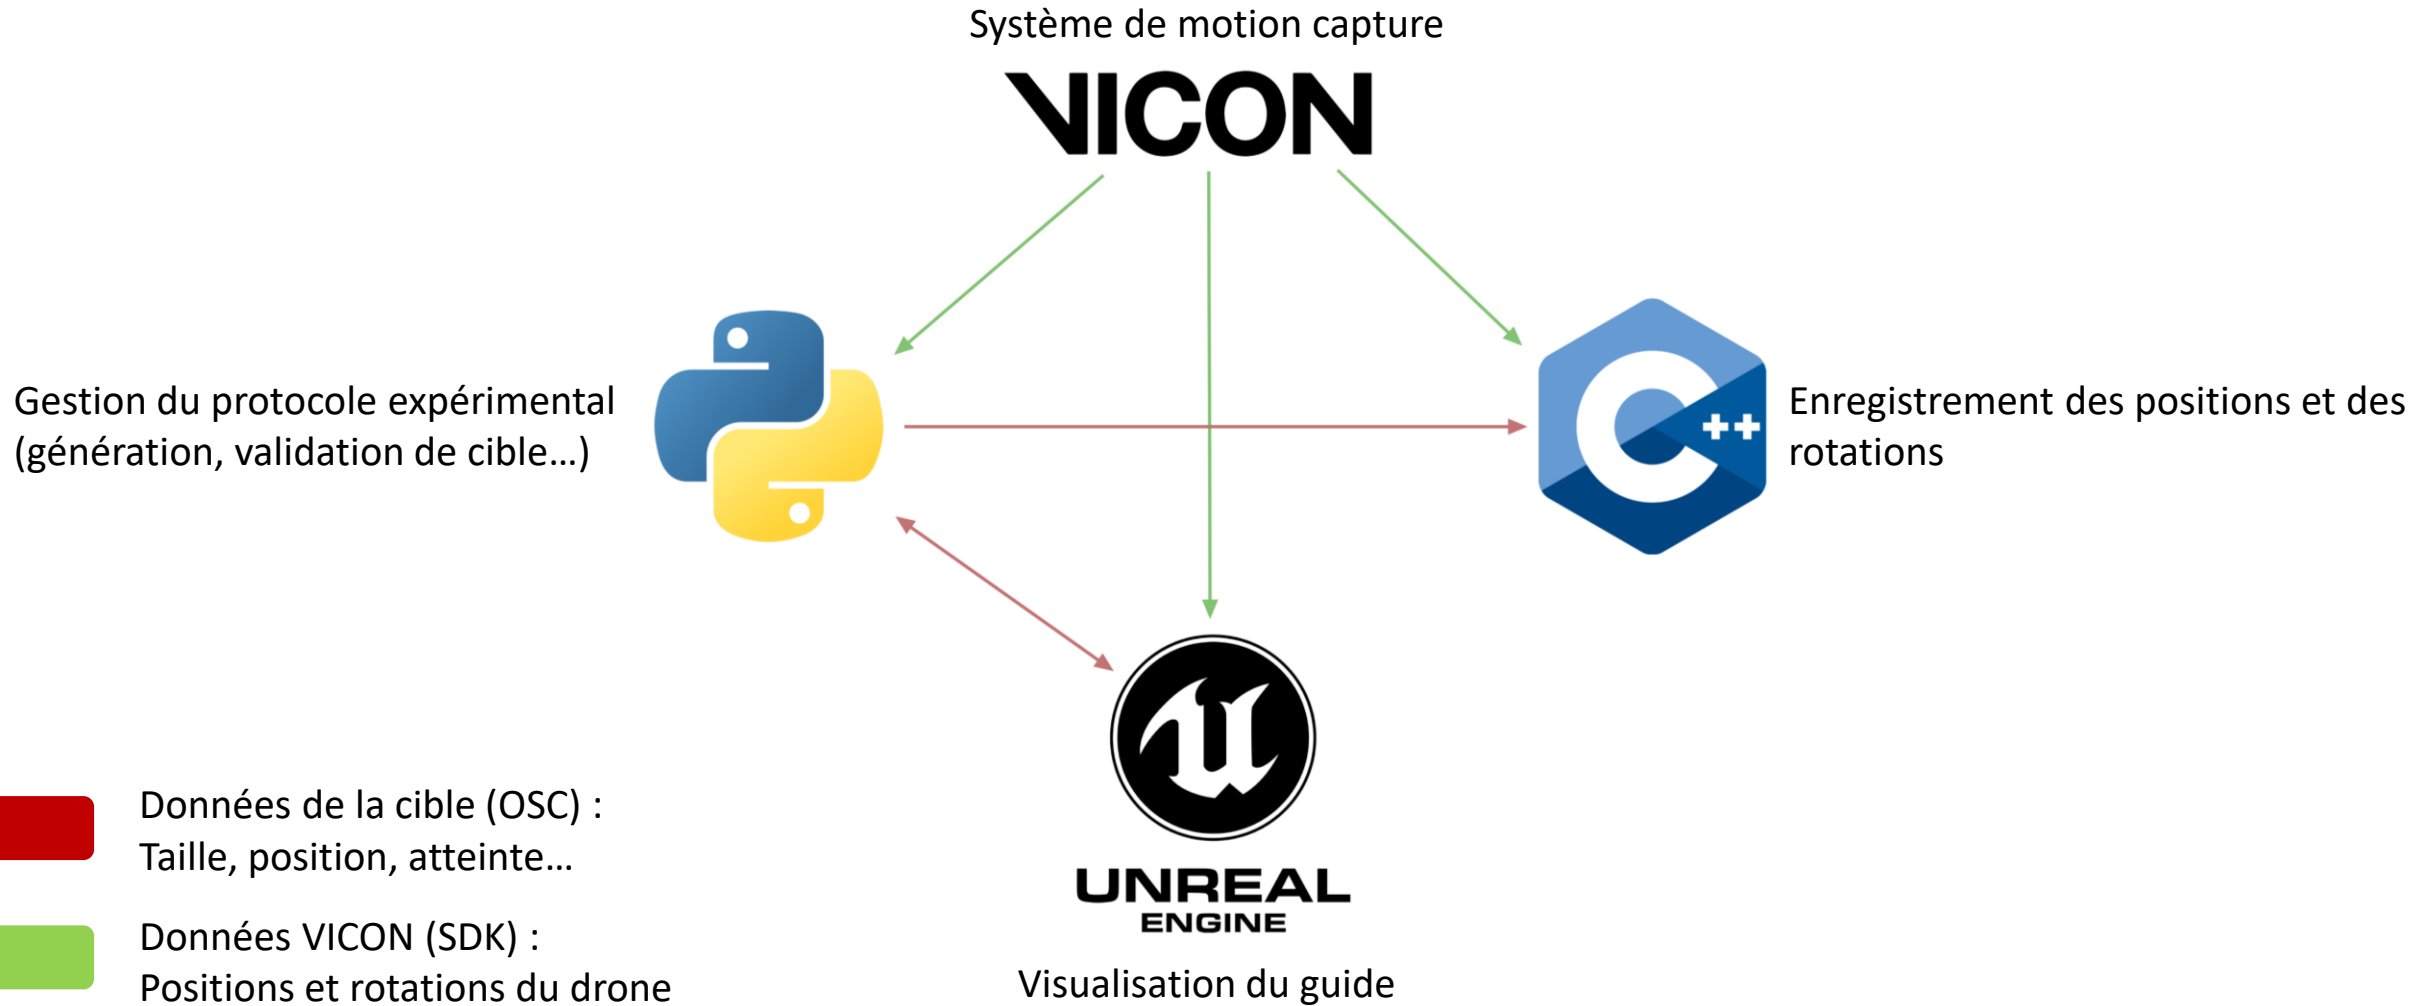 Système de motion capture
VICON
Gestion du protocole expérimental
(génération, validation de cible…)
C++
Enregistrement des positions et des
rotations
UNREAL
ENGINE
Visualisation du guide
Données de la cible (OSC) :
Taille, position, atteinte…
Données VICON (SDK) :
Positions et rotations du drone